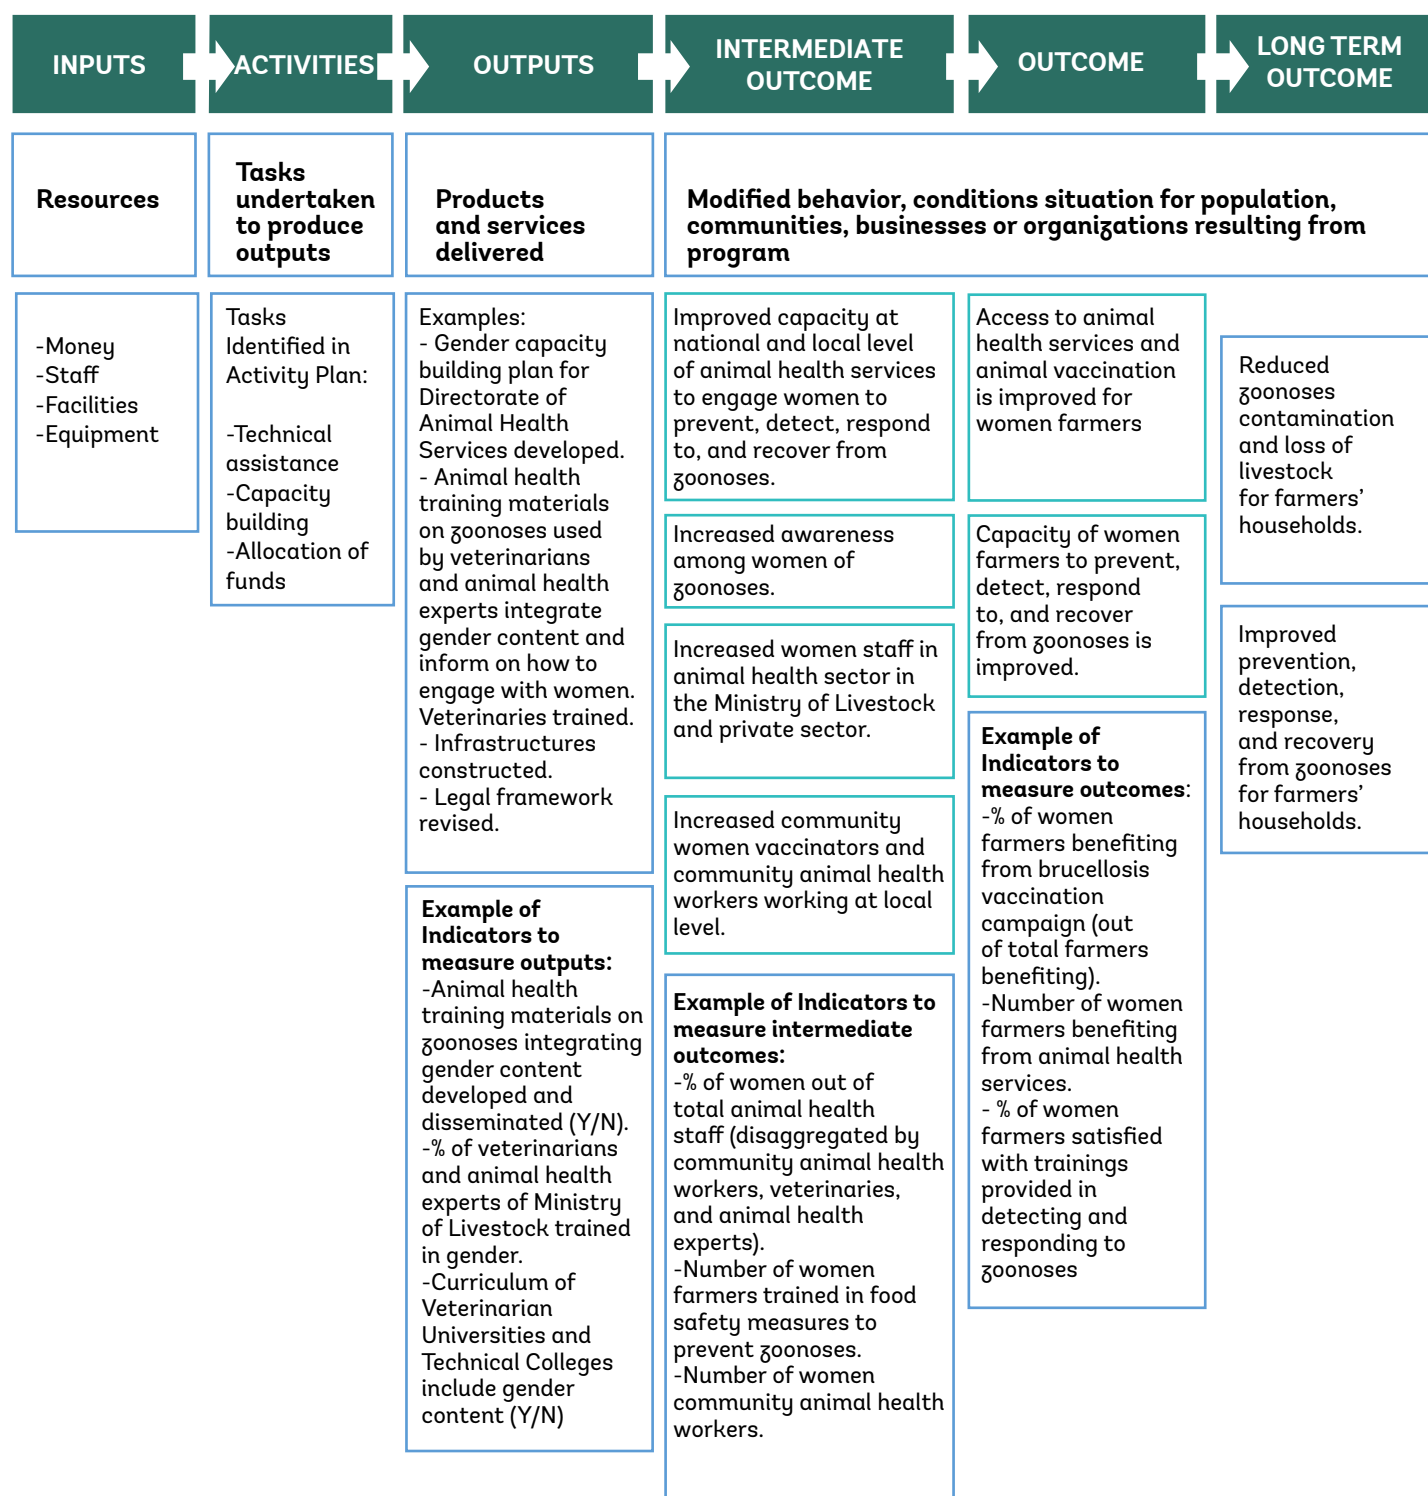 INPUTS
ACTIVITIES
OUTPUTS
INTERMEDIATE
OUTCOME
OUTCOME
LONG TERM
OUTCOME
Resources
Tasks
undertaken
to produce
outputs
Products
and services
delivered
Modified behavior, conditions situation for population,
communities, businesses or organizations resulting from
program
-Money
-Staff
-Facilities
-Equipment
Tasks
Identified in
Activity Plan:
-Technical
assistance
-Capacity
building
-Allocation of
funds
Examples:
- Gender capacity
building plan for
Directorate of
Animal Health
Services developed.
- Animal health
training materials
on zoonoses used
by veterinarians
and animal health
experts integrate
gender content and
inform on how to
engage with women.
Veterinaries trained.
- Infrastructures
constructed.
- Legal framework
revised.
Example of
Indicators to
measure outputs:
-Animal health
training materials on
zoonoses integrating
gender content
developed and
disseminated (Y/N).
-% of veterinarians
and animal health
experts of Ministry
of Livestock trained
in gender.
-Curriculum of
Veterinarian
Universities and
Technical Colleges
include gender
content (Y/N)
Improved capacity at
national and local level
of animal health services
to engage women to
prevent, detect, respond
to, and recover from
zoonoses.
Increased awareness
among women of
zoonoses.
Increased women staff in
animal health sector in
the Ministry of Livestock
and private sector.
Increased community
women vaccinators and
community animal health
workers working at local
level.
Example of Indicators to
measure intermediate
outcomes:
-% of women out of
total animal health
staff (disaggregated by
community animal health
workers, veterinaries,
and animal health
experts).
-Number of women
farmers trained in food
safety measures to
prevent zoonoses.
-Number of women
community animal health
workers.
Access to animal
health services and
animal vaccination
is improved for
women farmers
Capacity of women
farmers to prevent,
detect, respond
to, and recover
from zoonoses is
improved.
Example of
Indicators to
measure outcomes:
-% of women
farmers benefiting
from brucellosis
vaccination
campaign (out
of total farmers
benefiting).
-Number of women
farmers benefiting
from animal health
services.
- % of women
farmers satisfied
with trainings
provided in
detecting and
responding to
zoonoses
Reduced
zoonoses
contamination
and loss of
livestock
for farmers’
households.
Improved
prevention,
detection,
response,
and recovery
from zoonoses
for farmers’
households.